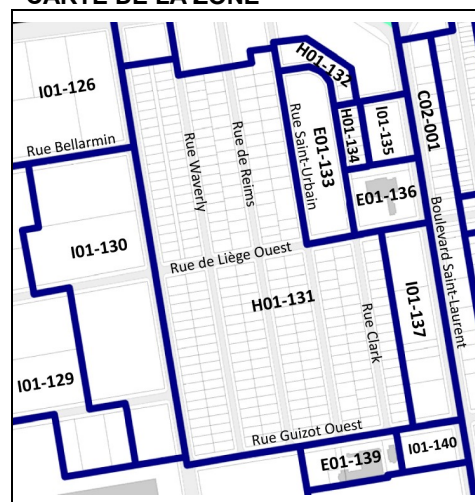 CARTE DE LA ZONE
H01-132
I01-126
C02-001
I01-135
H01-134
E01-133
Rue Saint-Urbain
Rue de Reims
Rue Waverly
Rue Bellarmin
E01-136
Boulevard Saint-Laurent
I01-130
Rue de Liège Ouest
H01-131
I01-137
Rue Clark
I01-129
Rue Guizot Ouest
E01-139
I01-140